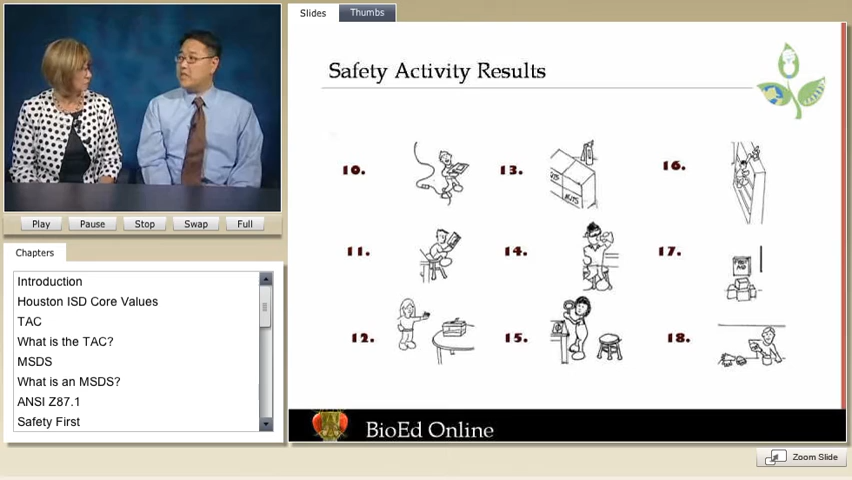 Slides
Thumbs
Safety Activity Results
10.
13.
16.
11.
14.
17.
FIRST
AID
12.
15.
18.
BioEd Online
Zoom Slide
Play
Pause
Stop
Swap
Full
Chapters
Introduction
Houston ISD Core Values
TAC
What is the TAC?
MSDS
What is an MSDS?
ANSI Z87.1
Safety First